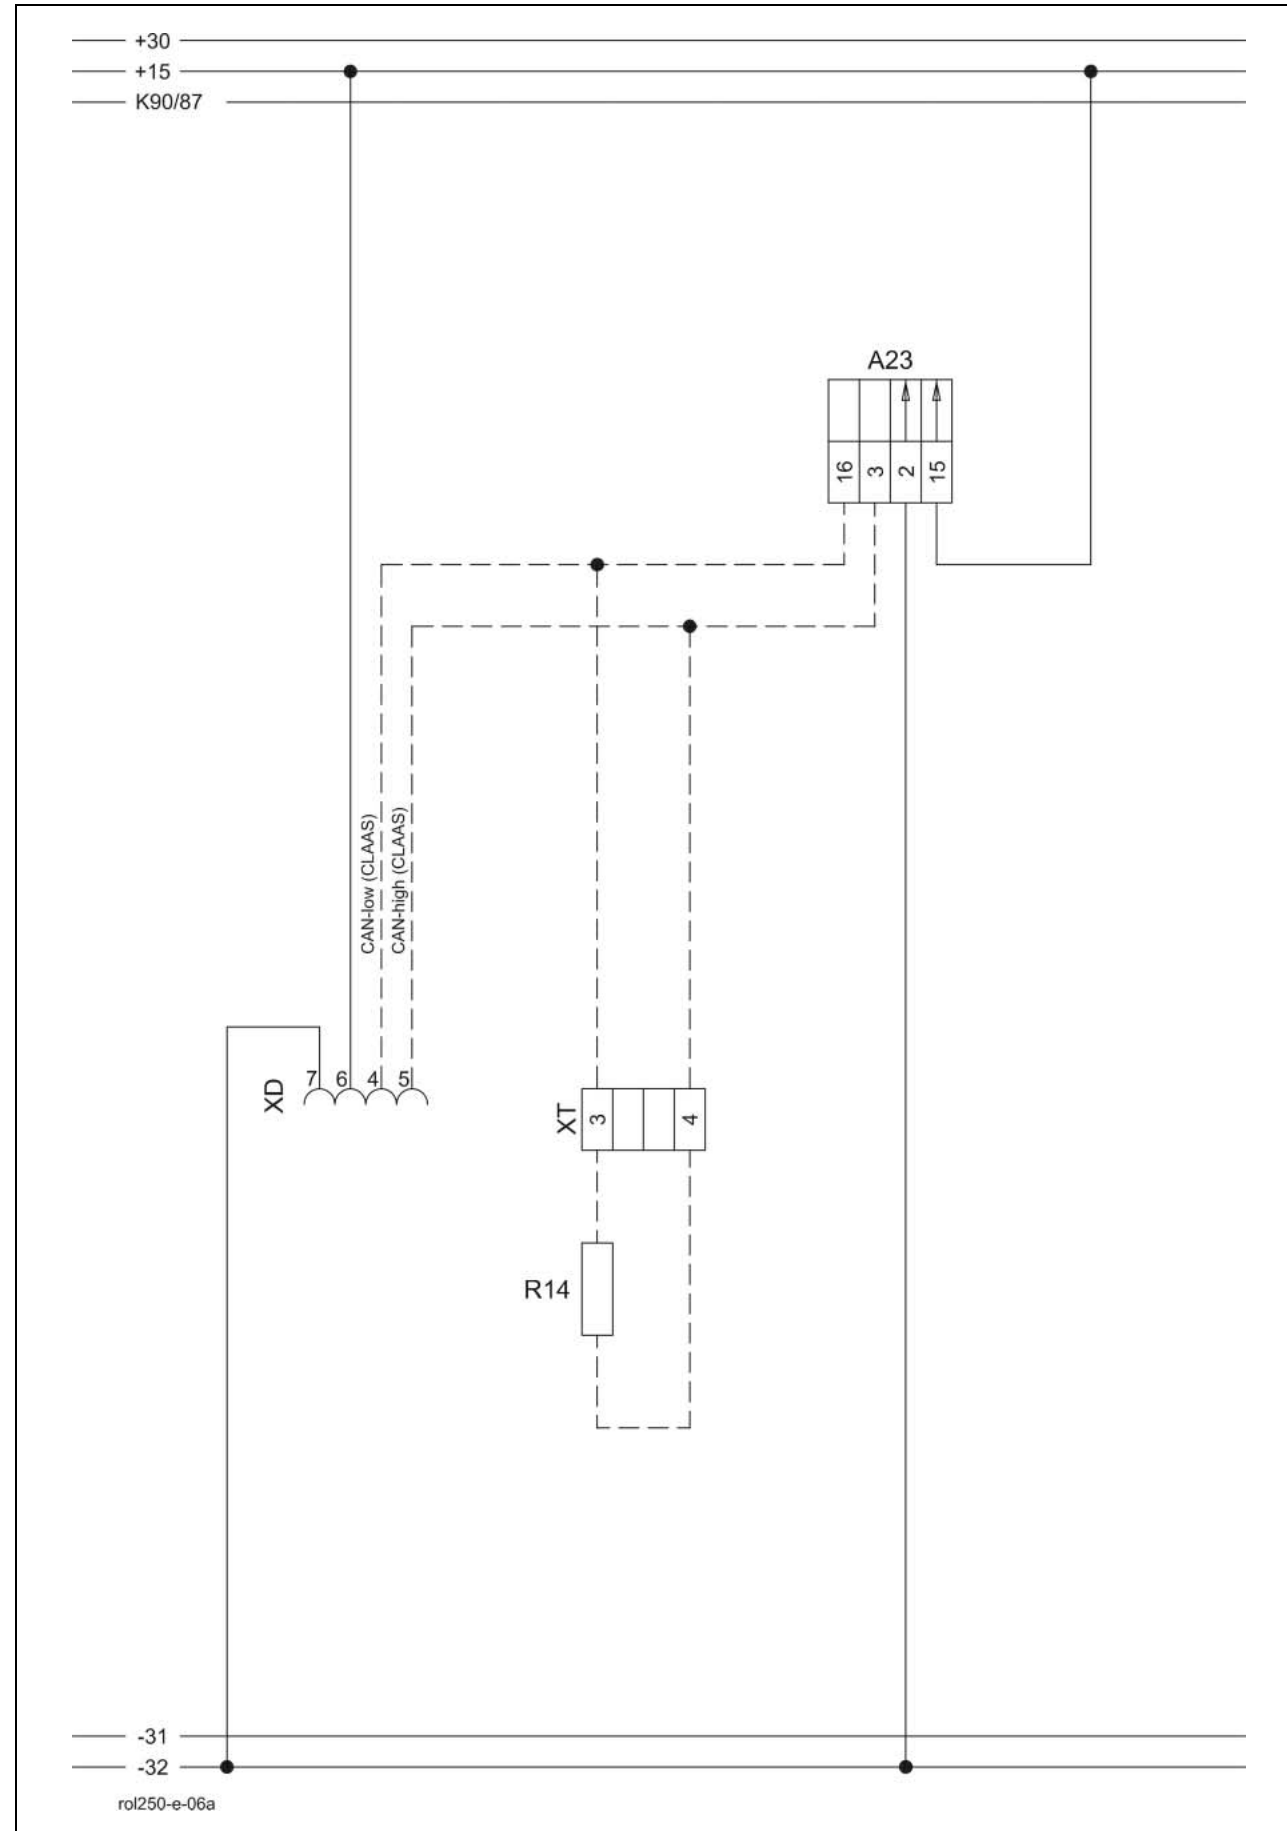 +30
+15
K90/87
A23
16 3 2 15
CAN-low (CLAAS)
CAN-high (CLAAS)
XD 7 6 4 5
XT 3 4
R14
-31
-32
rol250-e-06a